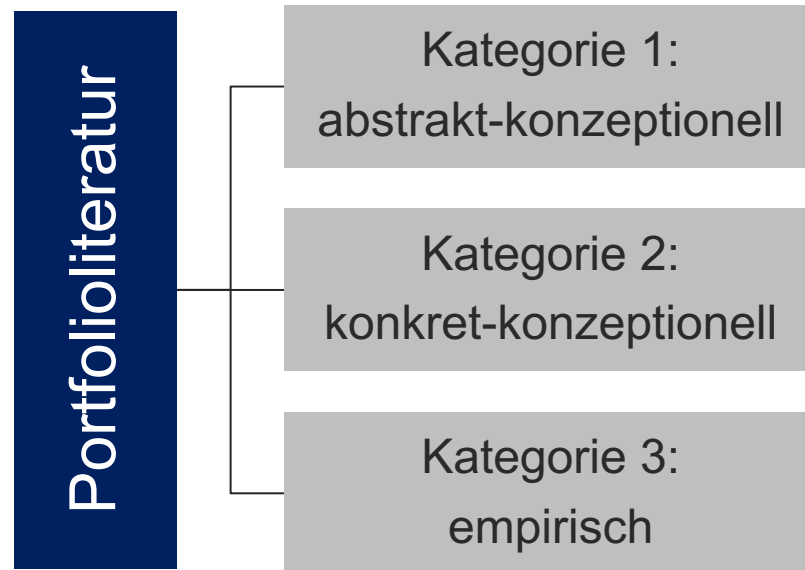 Portfolioliteratur
Kategorie 1:
abstrakt-konzeptionell
Kategorie 2:
konkret-konzeptionell
Kategorie 3:
empirisch